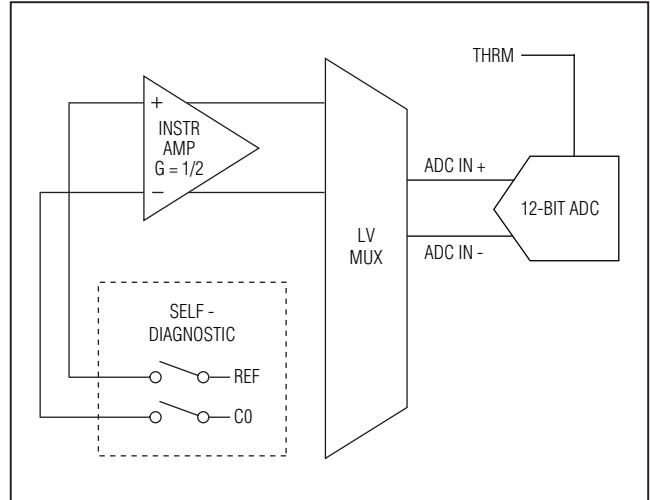 THRM
+
INSTR
AMP
G = 1/2
−
ADC IN +
12-BIT ADC
ADC IN -
LV
MUX
SELF -
DIAGNOSTIC
REF
C0